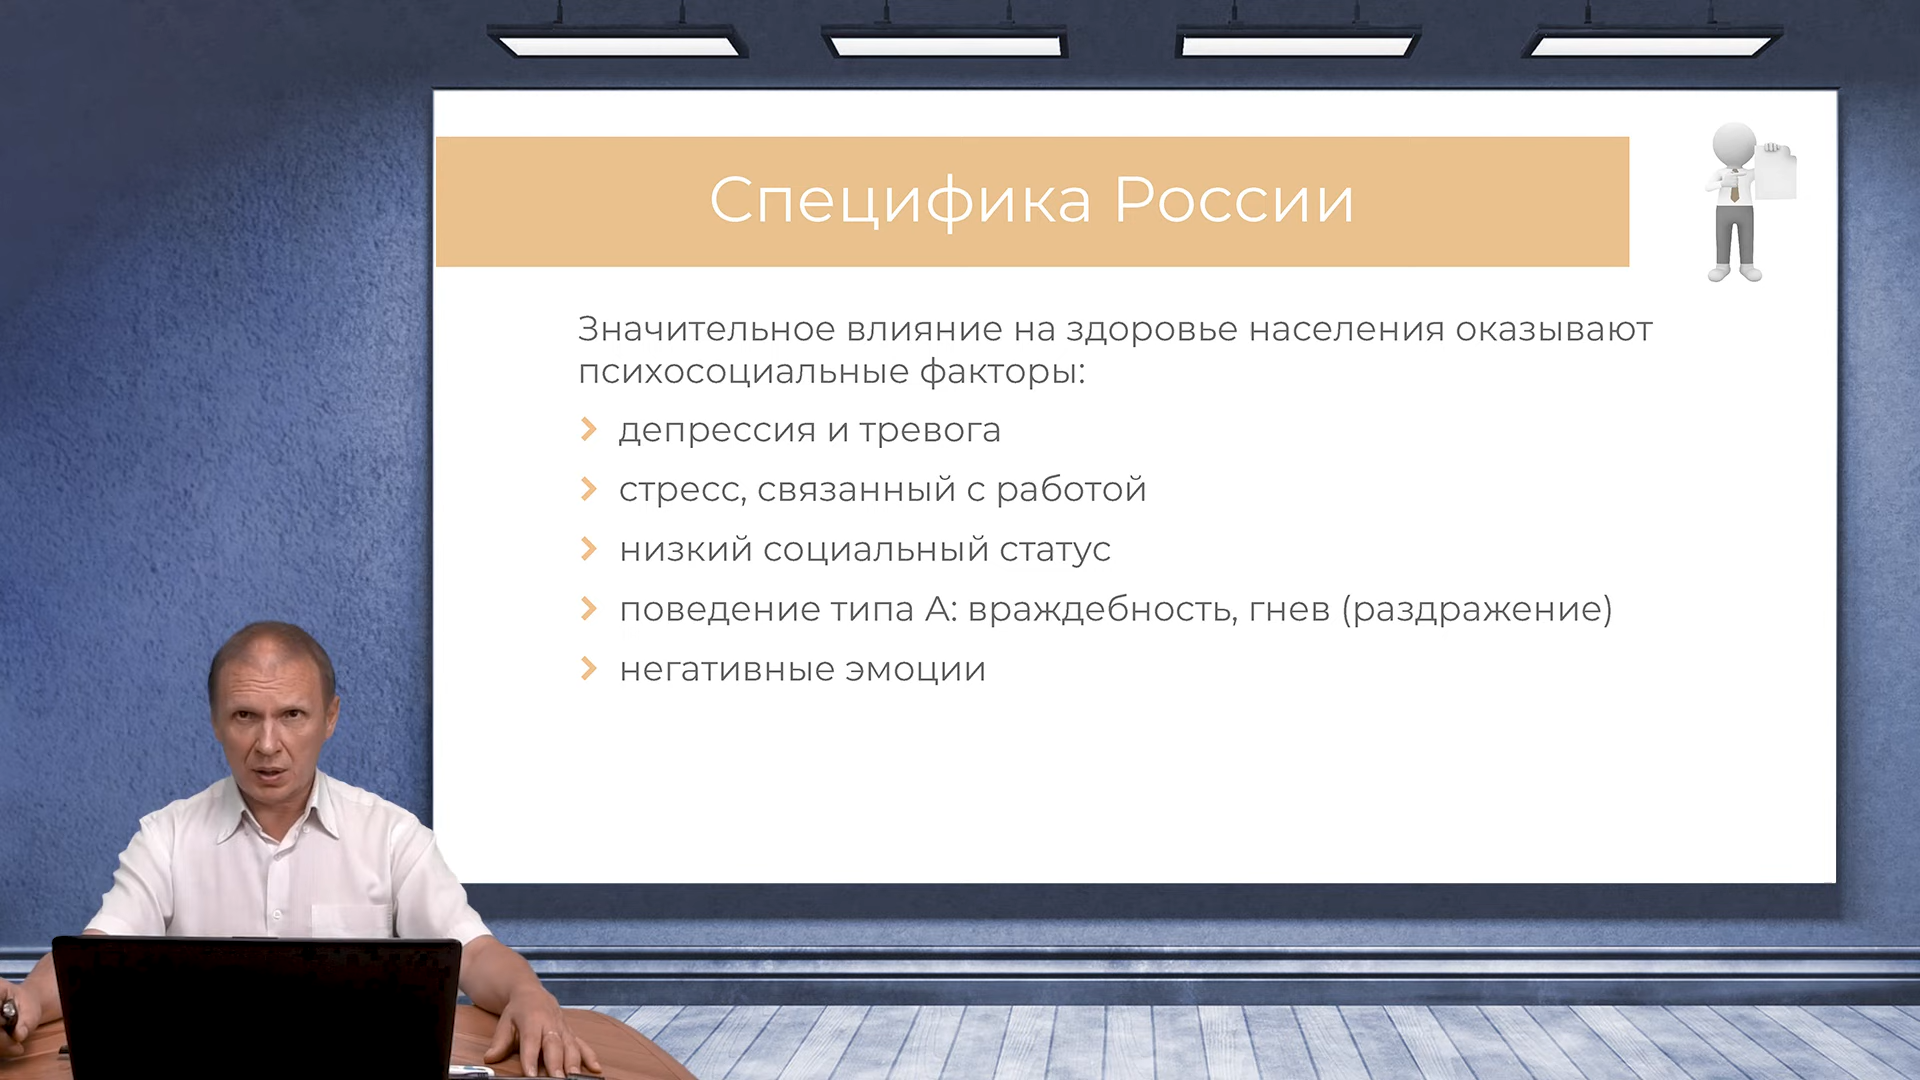 Специфика России
Значительное влияние на здоровье населения оказывают
психосоциальные факторы:
депрессия и тревога
стресс, связанный с работой
низкий социальный статус
поведение типа А: враждебность, гнев (раздражение)
негативные эмоции